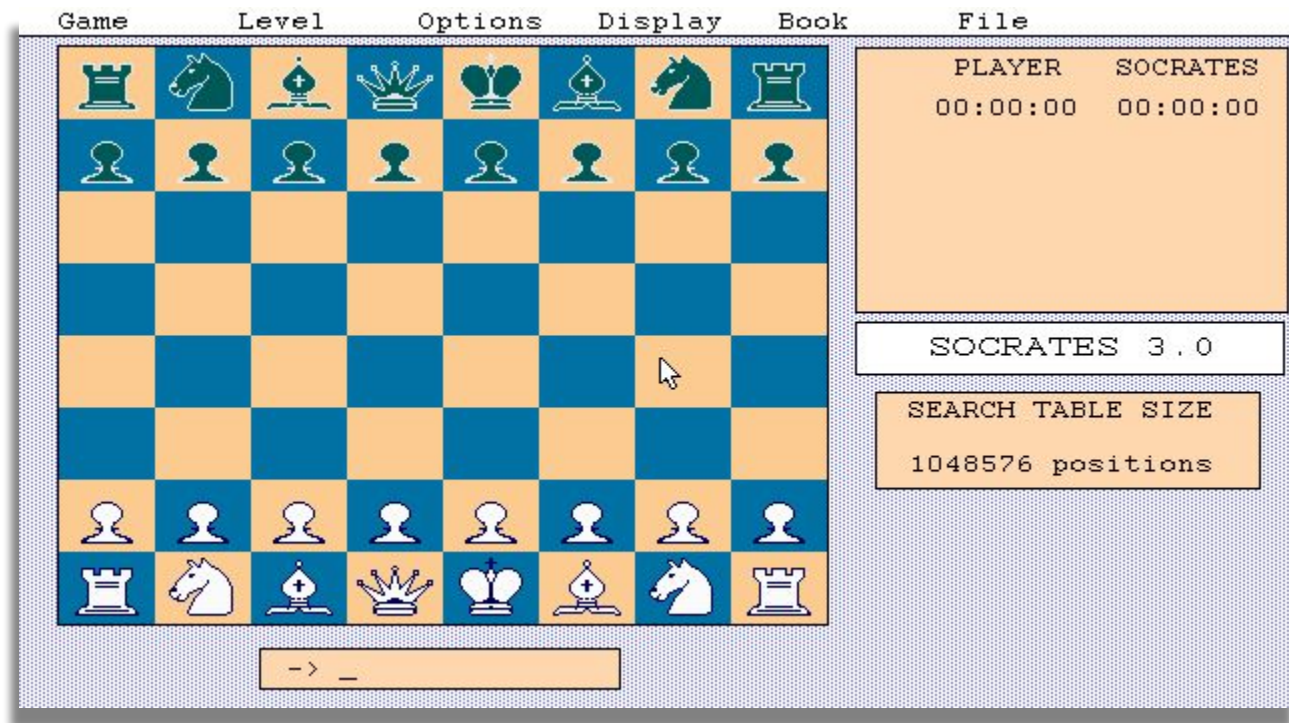 Game Level Options Display Book File
PLAYER SOCRATES
00:00:00 00:00:00
SOCRATES 3.0
SEARCH TABLE SIZE
1048576 positions
-> _